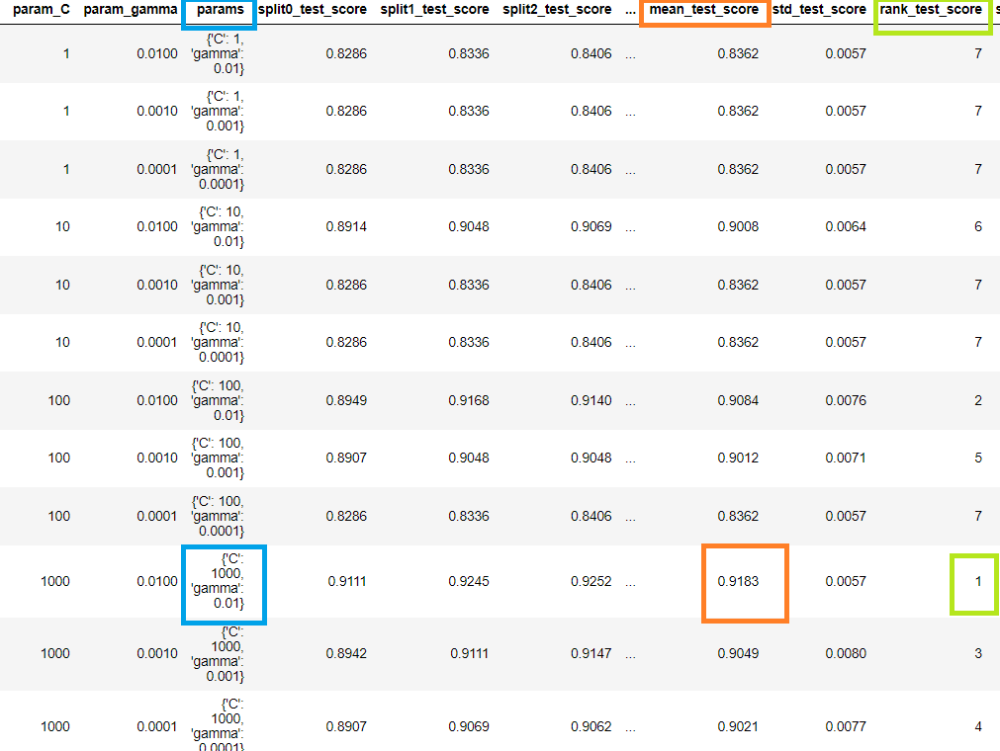 param_C param_gamma params split0_test_score split1_test_score split2_test_score ... mean_test_score std_test_score rank_test_score s
1 0.0100 {'C': 1, 'gamma': 0.01} 0.8286 0.8336 0.8406 ... 0.8362 0.0057 7
1 0.0010 {'C': 1, 'gamma': 0.001} 0.8286 0.8336 0.8406 ... 0.8362 0.0057 7
1 0.0001 {'C': 1, 'gamma': 0.0001} 0.8286 0.8336 0.8406 ... 0.8362 0.0057 7
10 0.0100 {'C': 10, 'gamma': 0.01} 0.8914 0.9048 0.9069 ... 0.9008 0.0064 6
10 0.0010 {'C': 10, 'gamma': 0.001} 0.8286 0.8336 0.8406 ... 0.8362 0.0057 7
10 0.0001 {'C': 10, 'gamma': 0.0001} 0.8286 0.8336 0.8406 ... 0.8362 0.0057 7
100 0.0100 {'C': 100, 'gamma': 0.01} 0.8949 0.9168 0.9140 ... 0.9084 0.0076 2
100 0.0010 {'C': 100, 'gamma': 0.001} 0.8907 0.9048 0.9048 ... 0.9012 0.0071 5
100 0.0001 {'C': 100, 'gamma': 0.0001} 0.8286 0.8336 0.8406 ... 0.8362 0.0057 7
1000 0.0100 {'C': 1000, 'gamma': 0.01} 0.9111 0.9245 0.9252 ... 0.9183 0.0057 1
1000 0.0010 {'C': 1000, 'gamma': 0.001} 0.8942 0.9111 0.9147 ... 0.9049 0.0080 3
1000 0.0001 {'C': 1000, 'gamma': 0.0001} 0.8907 0.9069 0.9062 ... 0.9021 0.0077 4